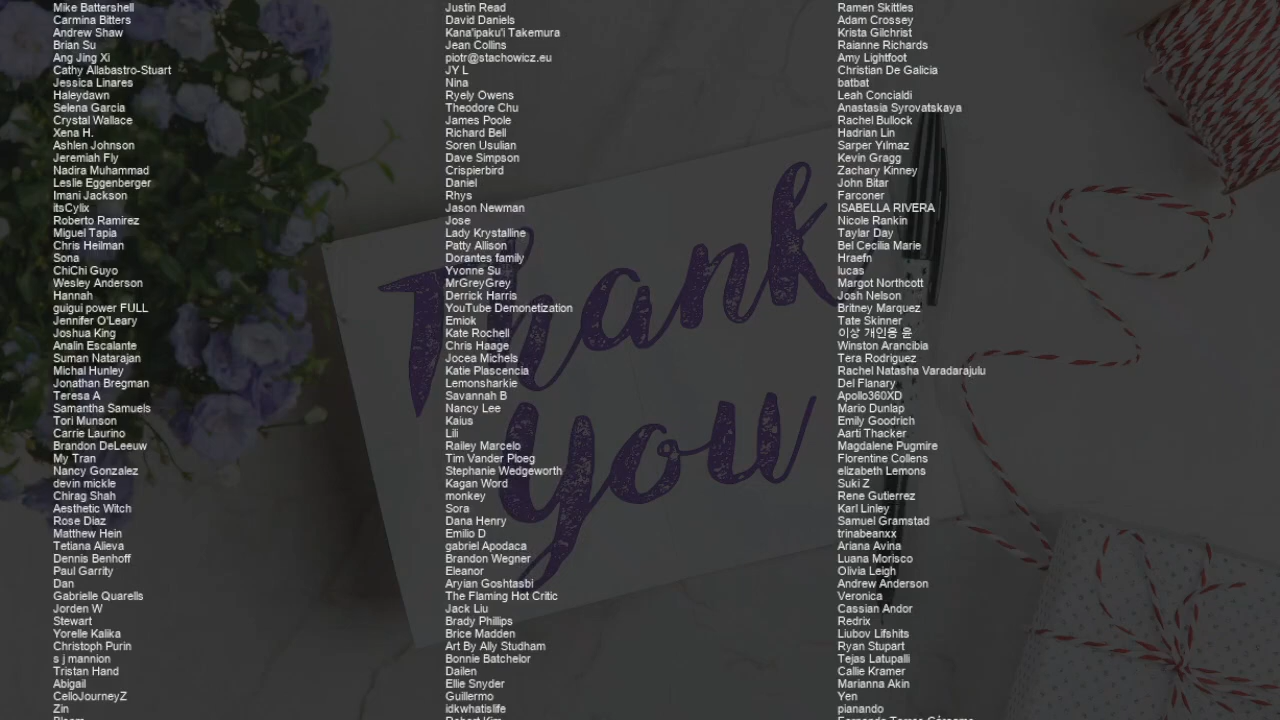 Mike Battershell
Carmina Bitters
Andrew Shaw
Brian Su
Ang Jing Xi
Cathy Allabastro-Stuart
Jessica Linares
Haleydawn
Selena Garcia
Crystal Wallace
Xena H.
Ashlen Johnson
Jeremiah Fly
Nadira Muhammad
Leslie Eggenberger
Imani Jackson
itsCylix
Roberto Ramirez
Miguel Tapia
Chris Heilman
Sona
ChiChi Guyo
Wesley Anderson
Hannah
guigui power FULL
Jennifer O'Leary
Joshua King
Analin Escalante
Suman Natarajan
Michal Hunley
Jonathan Bregman
Teresa A
Samantha Samuels
Tori Munson
Carrie Laurino
Brandon DeLeeuw
My Tran
Nancy Gonzalez
devin mickle
Chirag Shah
Aesthetic Witch
Rose Diaz
Matthew Hein
Tetiana Alieva
Dennis Benhoff
Paul Garrity
Dan
Gabrielle Quarells
Jorden W
Stewart
Yorelle Kalika
Christoph Purin
s j mannion
Tristan Hand
Abigail
CelloJourneyZ
Zin
Justin Read
David Daniels
Kana'ipaku'i Takemura
Jean Collins
piotr@stachowicz.eu
JY L
Nina
Ryely Owens
Theodore Chu
James Poole
Richard Bell
Soren Usulian
Dave Simpson
Crispierbird
Daniel
Rhys
Jason Newman
Jose
Lady Krystalline
Patty Allison
Dorantes family
Yvonne Su
MrGreyGrey
Derrick Harris
YouTube Demonetization
Emiok
Kate Rochell
Chris Haage
Jocea Michels
Katie Plascencia
Lemonsharkie
Savannah B
Nancy Lee
Kaius
Lili
Railey Marcelo
Tim Vander Ploeg
Stephanie Wedgeworth
Kagan Word
monkey
Sora
Dana Henry
Emilio D
gabriel Apodaca
Brandon Wegner
Eleanor
Aryian Goshtasbi
The Flaming Hot Critic
Jack Liu
Brady Phillips
Brice Madden
Art By Ally Studham
Bonnie Batchelor
Dailen
Ellie Snyder
Guillermo
idkwhatislife
Robert Kim
Ramen Skittles
Adam Crossey
Krista Gilchrist
Raianne Richards
Amy Lightfoot
Christian De Galicia
batbat
Leah Concialdi
Anastasia Syrovatskaya
Rachel Bullock
Hadrian Lin
Sarper Yılmaz
Kevin Gragg
Zachary Kinney
John Bitar
Farconer
ISABELLA RIVERA
Nicole Rankin
Taylar Day
Bel Cecilia Marie
Hraefn
lucas
Margot Northcott
Josh Nelson
Britney Marquez
Tate Skinner
이상 개인용 윤
Winston Arancibia
Tera Rodriguez
Rachel Natasha Varadarajulu
Del Flanary
Apollo360XD
Mario Dunlap
Emily Goodrich
Aarti Thacker
Magdalene Pugmire
Florentine Collens
elizabeth Lemons
Suki Z
Rene Gutierrez
Karl Linley
Samuel Gramstad
trinabeanxx
Ariana Avina
Luana Morisco
Olivia Leigh
Andrew Anderson
Veronica
Cassian Andor
Redrix
Liubov Lifshits
Ryan Stupart
Tejas Latupalli
Callie Kramer
Marianna Akin
Yen
pianando
Thank
you